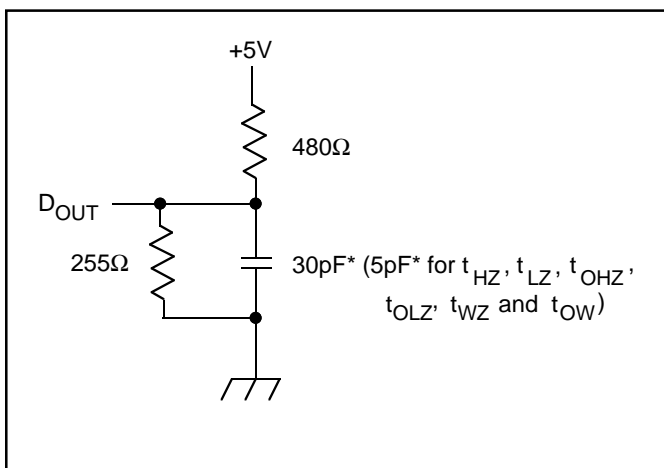 +5V
480Ω
DOUT
255Ω
30pF* (5pF* for tHZ, tLZ, tOHZ,
tOLZ, tWZ and tOW)